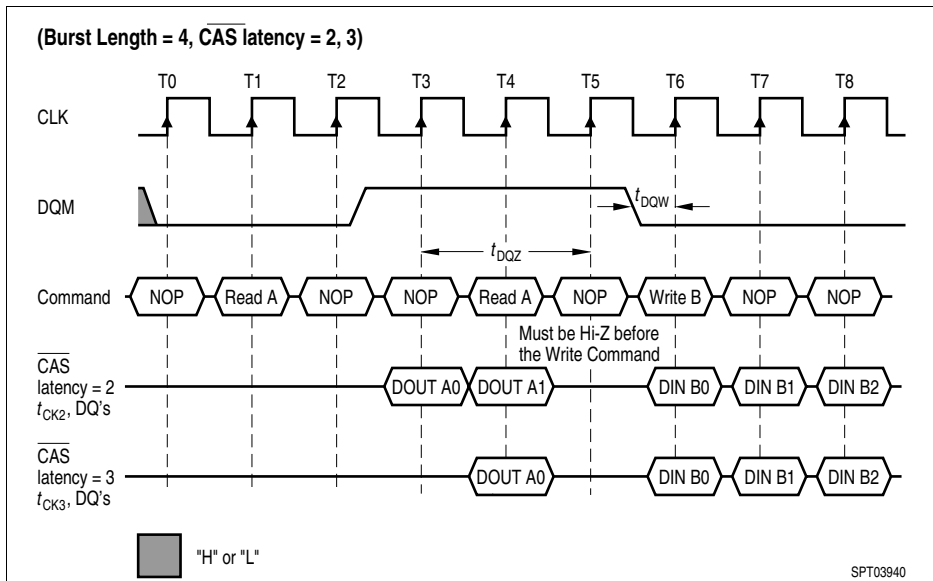 (Burst Length = 4, CAS latency = 2, 3)
T0 T1 T2 T3 T4 T5 T6 T7 T8
CLK
DQM
tDQW
tDQZ
Command NOP Read A NOP NOP Read A NOP Write B NOP NOP
Must be Hi-Z before
the Write Command
CAS
latency = 2
tCK2, DQ's
DOUT A0 DOUT A1 DIN B0 DIN B1 DIN B2
CAS
latency = 3
tCK3, DQ's
DOUT A0 DIN B0 DIN B1 DIN B2
"H" or "L"
SPT03940